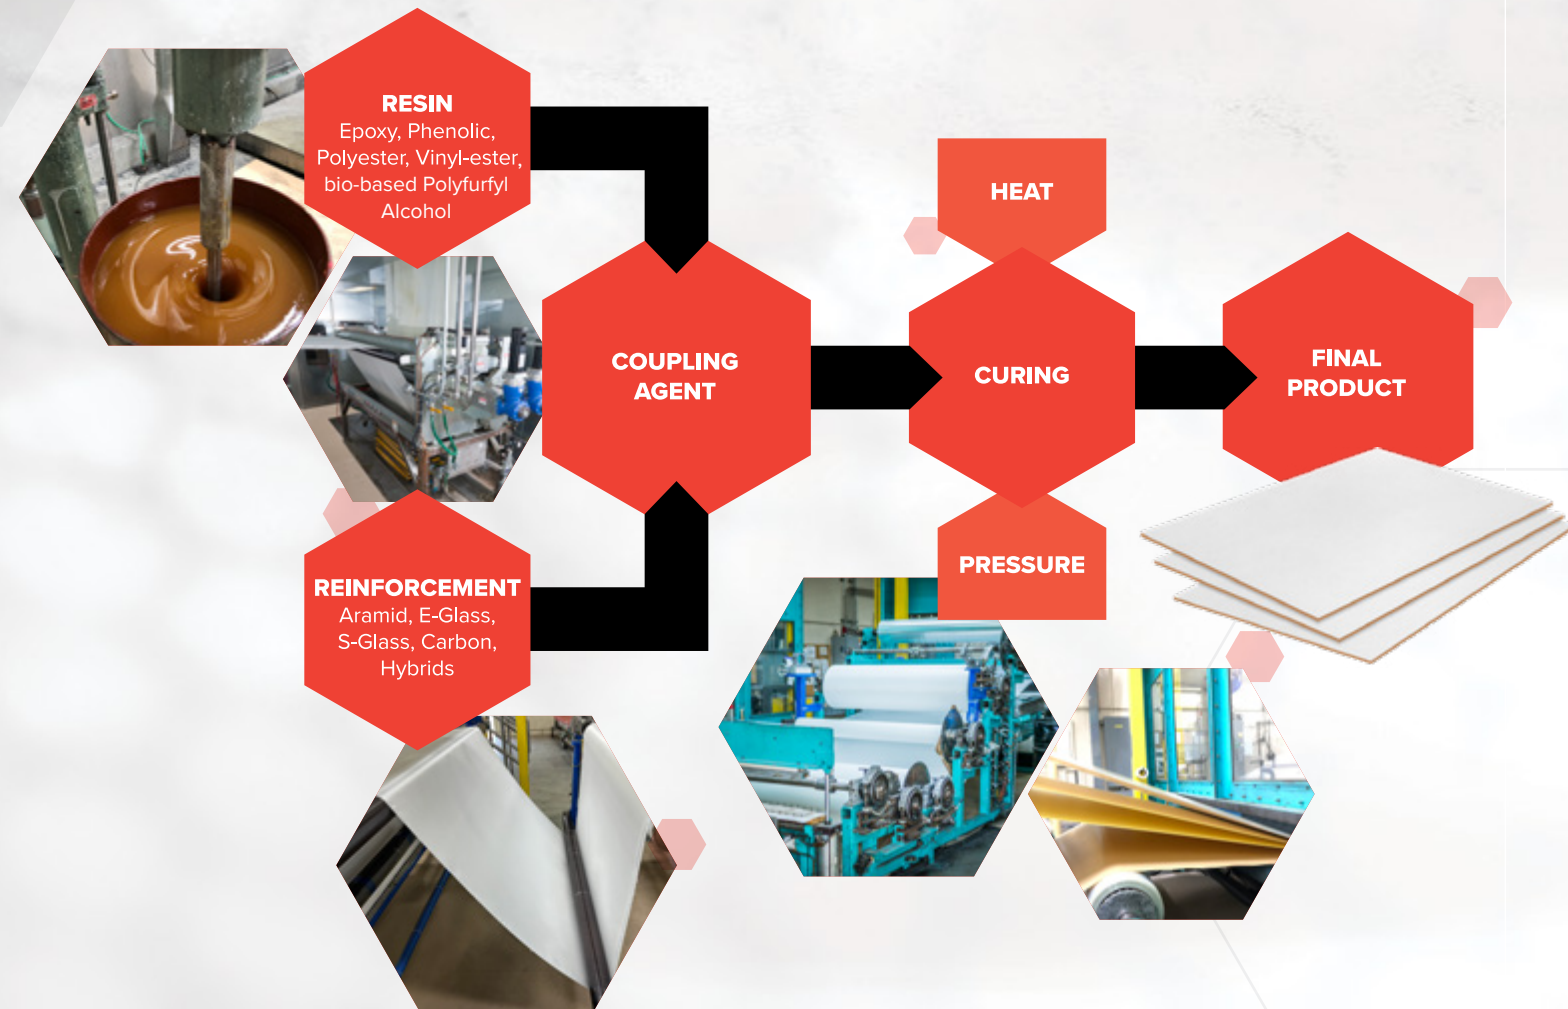 RESIN
Epoxy, Phenolic,
Polyester, Vinyl-ester,
bio-based Polyfurfyl
Alcohol
HEAT
COUPLING
AGENT
CURING
FINAL
PRODUCT
PRESSURE
REINFORCEMENT
Aramid, E-Glass,
S-Glass, Carbon,
Hybrids